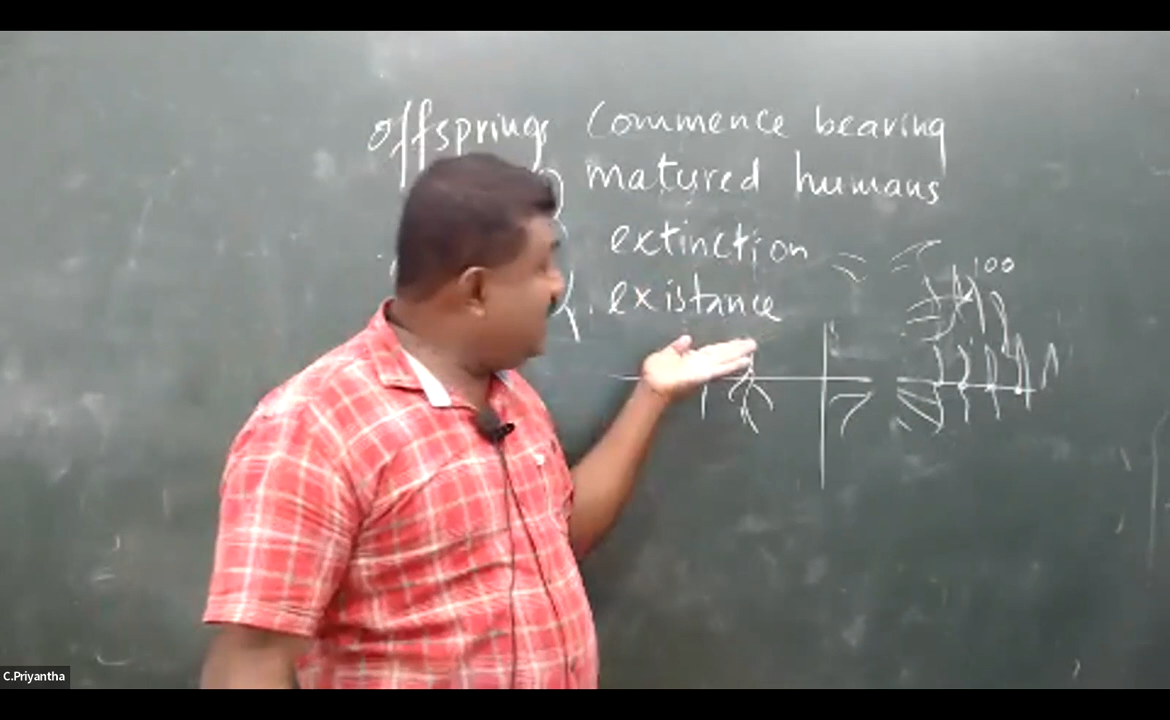 offsprings Commence bearing
matured humans
extinction =
existance
100
C.Priyantha